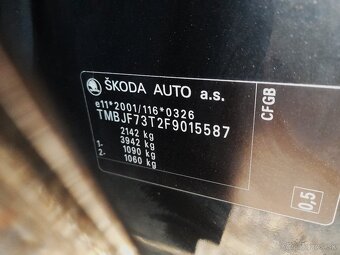 ŠKODA AUTO a.s.
e11*2001/116*0326
TMBJF73T2F9015587
2142 kg
3942 kg
1- 1090 kg
2- 1060 kg
CFGB
0,5